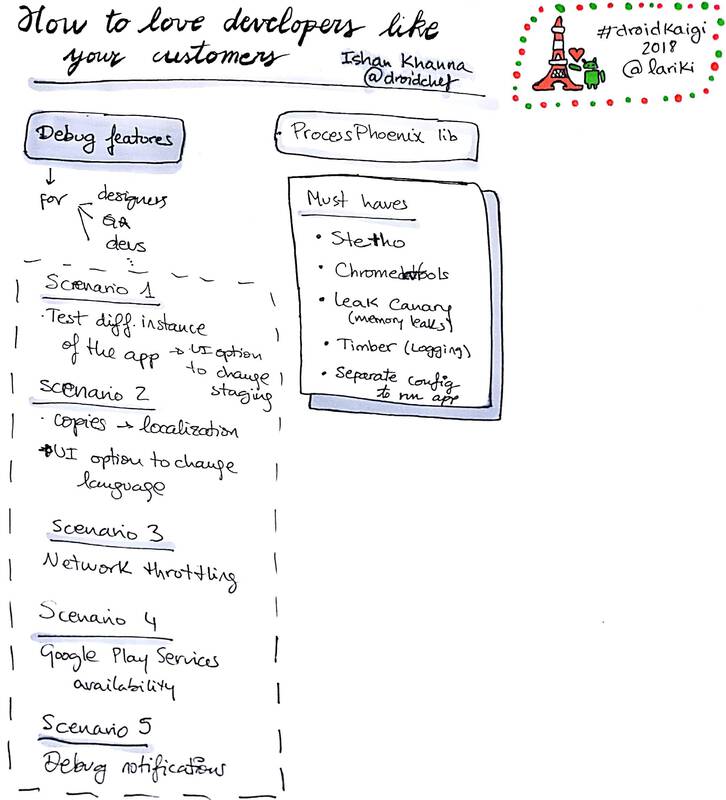 How to love developers like
your customers
Ishan Khanna
@droidchef
#droidkaigi
2018
@lariki
Debug features
for
designers
QA
devs
Scenario 1
• Test diff. instance
of the app → UI option
to change
staging
Scenario 2
• copies → localization
→ UI option to change
language
Scenario 3
Network throttling
Scenario 4
Google Play Services
availability
Scenario 5
Debug notifications
ProcessPhoenix lib
Must haves
• Stetho
• Chromedevtools
• Leak Canary
(memory leaks)
• Timber (Logging)
• Separate config
to run app